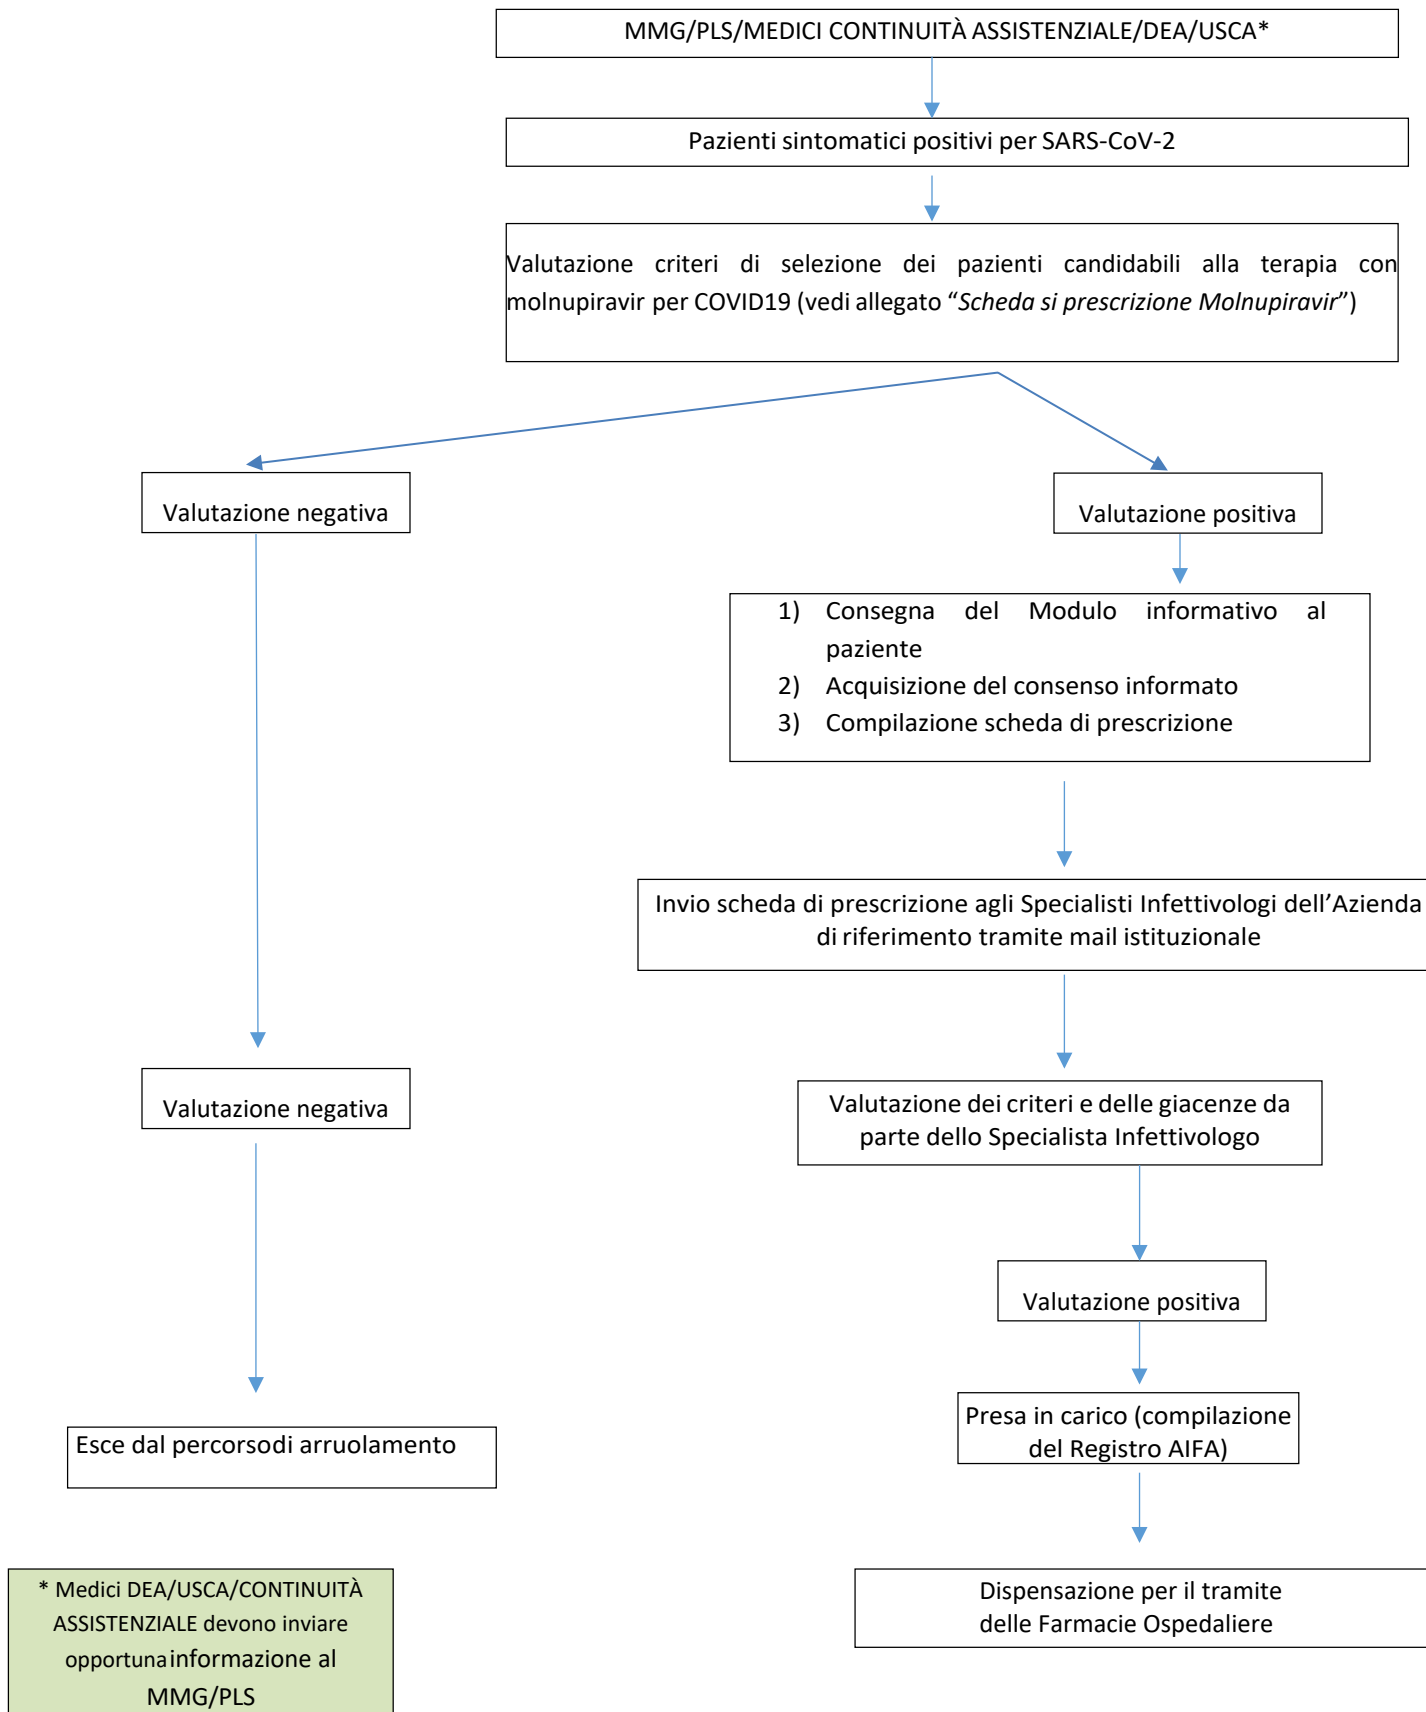 MMG/PLS/MEDICI CONTINUITÀ ASSISTENZIALE/DEA/USCA*
Pazienti sintomatici positivi per SARS-CoV-2
Valutazione criteri di selezione dei pazienti candidabili alla terapia con
molnupiravir per COVID19 (vedi allegato “Scheda si prescrizione Molnupiravir”)
Valutazione negativa
Valutazione positiva
1) Consegna del Modulo informativo al
paziente
2) Acquisizione del consenso informato
3) Compilazione scheda di prescrizione
Invio scheda di prescrizione agli Specialisti Infettivologi dell’Azienda
di riferimento tramite mail istituzionale
Valutazione negativa
Valutazione dei criteri e delle giacenze da
parte dello Specialista Infettivologo
Valutazione positiva
Presa in carico (compilazione
del Registro AIFA)
Esce dal percorsodi arruolamento
Dispensazione per il tramite
delle Farmacie Ospedaliere
* Medici DEA/USCA/CONTINUITÀ
ASSISTENZIALE devono inviare
opportunainformazione al
MMG/PLS